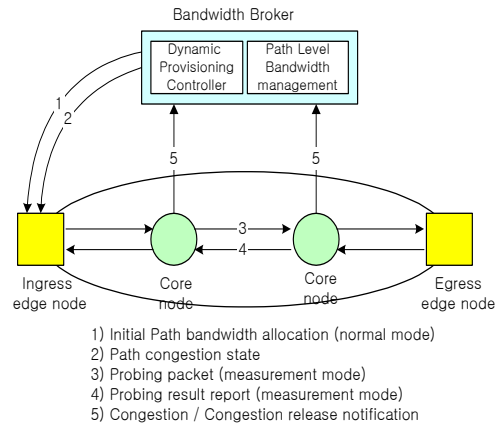 Bandwidth Broker
Dynamic
Provisioning
Controller
Path Level
Bandwidth
management
1
2
5
5
3
4
Ingress
edge node
Core
node
Core
node
Egress
edge node
1) Initial Path bandwidth allocation (normal mode)
2) Path congestion state
3) Probing packet (measurement mode)
4) Probing result report (measurement mode)
5) Congestion / Congestion release notification